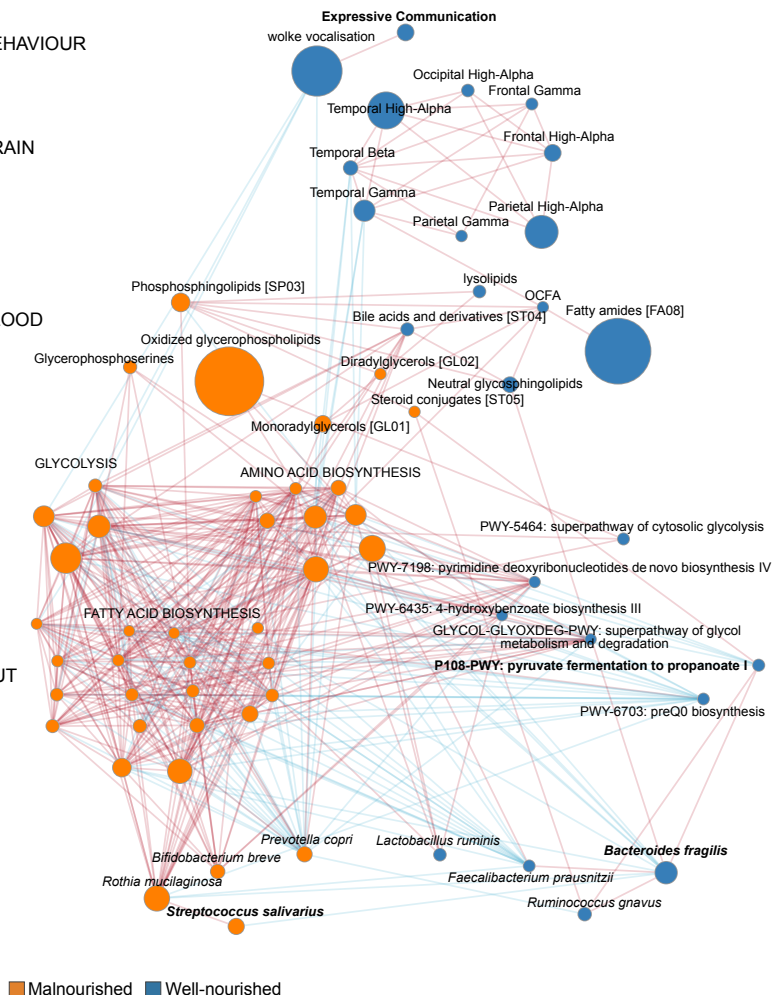 Expressive Communication
wolke vocalisation
EHAVIOUR
Occipital High-Alpha
Frontal Gamma
Temporal High-Alpha
Frontal High-Alpha
RAIN
Temporal Beta
Temporal Gamma
Parietal High-Alpha
Parietal Gamma
lysolipids
Phosphosphingolipids [SP03]
OCFA
Fatty amides [FA08]
Bile acids and derivatives [ST04]
LOOD
Oxidized glycerophospholipids
Glycerophosphoserines
Diradylglycerols [GL02]
Neutral glycosphingolipids
Steroid conjugates [ST05]
Monoradylglycerols [GL01]
GLYCOLYSIS
AMINO ACID BIOSYNTHESIS
PWY-5464: superpathway of cytosolic glycolysis
PWY-7198: pyrimidine deoxyribonucleotides de novo biosynthesis IV
PWY-6435: 4-hydroxybenzoate biosynthesis III
FATTY ACID BIOSYNTHESIS
GLYCOL-GLYOXDEG-PWY: superpathway of glycol
metabolism and degradation
P108-PWY: pyruvate fermentation to propanoate I
UT
PWY-6703: preQ0 biosynthesis
Prevotella copri
Lactobacillus ruminis
Bacteroides fragilis
Bifidobacterium breve
Faecalibacterium prausnitzii
Rothia mucilaginosa
Ruminococcus gnavus
Streptococcus salivarius
Malnourished
Well-nourished